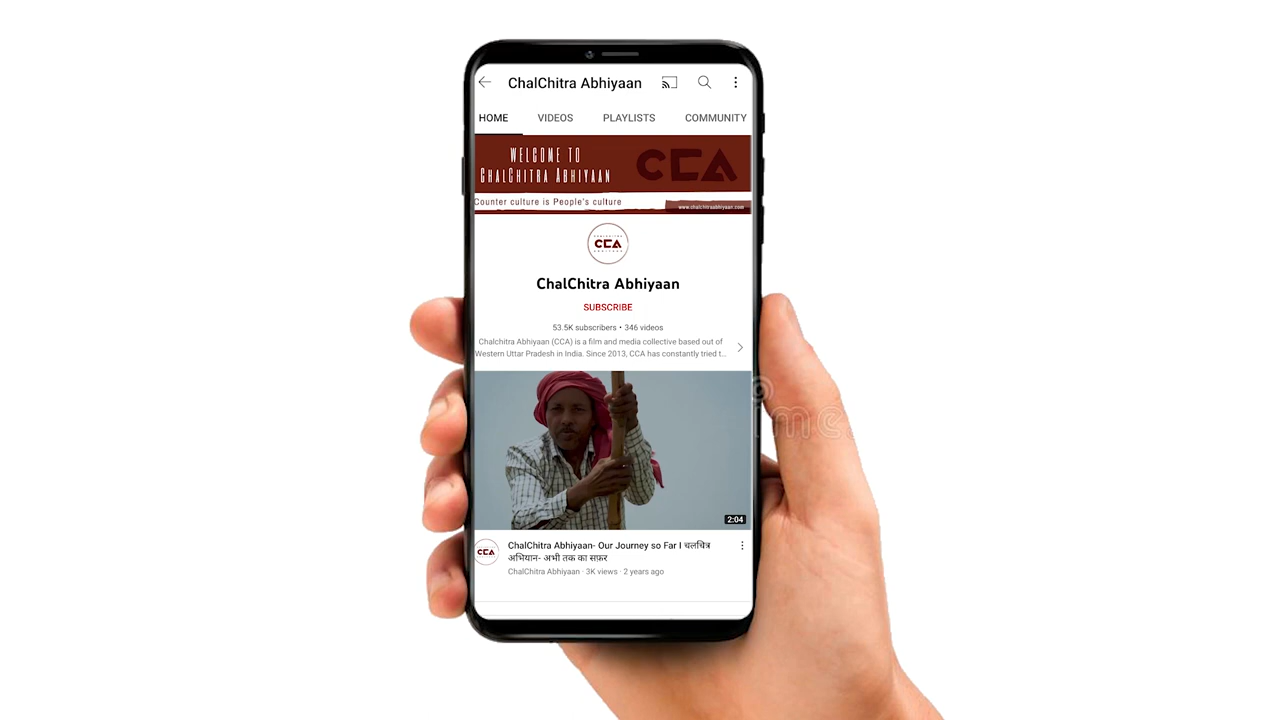 ChalChitra Abhiyaan
HOME VIDEOS PLAYLISTS COMMUNITY
WELCOME TO
CHALCHITRA ABHIYAAN
CCA
Counter culture is People's culture
www.chalchitraabhiyaan.com
CCA
ChalChitra Abhiyaan
SUBSCRIBE
53.5K subscribers • 346 videos
Chalchitra Abhiyaan (CCA) is a film and media collective based out of
Western Uttar Pradesh in India. Since 2013, CCA has constantly tried t...
2:04
CCA
ChalChitra Abhiyaan- Our Journey so Far I चलचित्र
अभियान- अभी तक का सफ़र
ChalChitra Abhiyaan · 3K views · 2 years ago